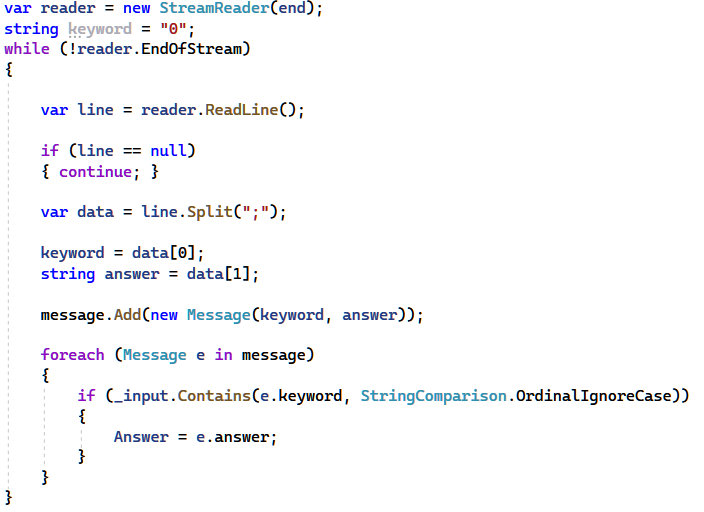 var reader = new StreamReader(end);
string keyword = "0";
while (!reader.EndOfStream)
{
var line = reader.ReadLine();
if (line == null)
{ continue; }
var data = line.Split(";");
keyword = data[0];
string answer = data[1];
message.Add(new Message(keyword, answer));
foreach (Message e in message)
{
if (_input.Contains(e.keyword, StringComparison.OrdinalIgnoreCase))
{
Answer = e.answer;
}
}
}